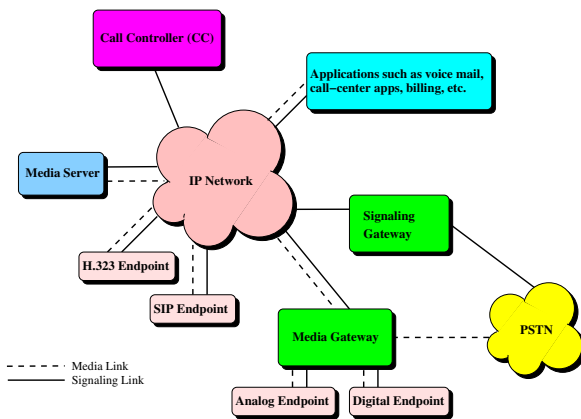 Call Controller (CC)
Applications such as voice mail,
call-center apps, billing, etc.
Media Server
IP Network
Signaling
Gateway
H.323 Endpoint
SIP Endpoint
Media Gateway
PSTN
Media Link
Signaling Link
Analog Endpoint
Digital Endpoint